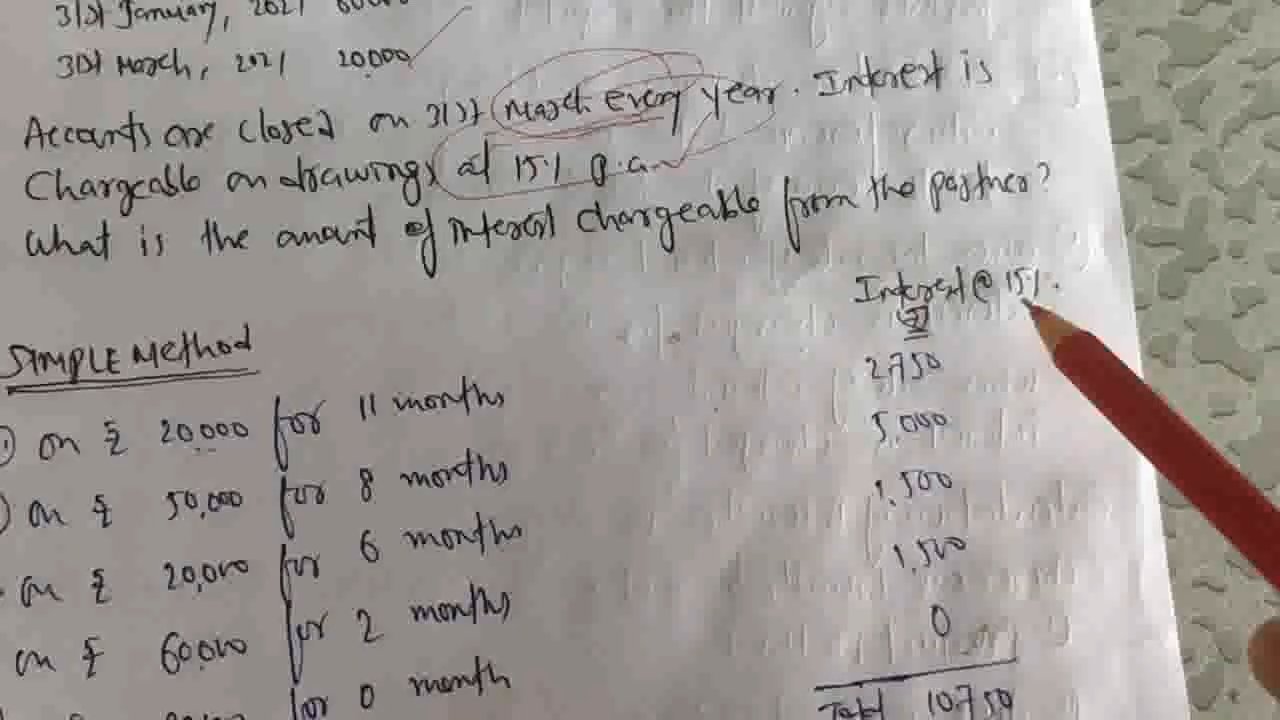 31st January, 2021
31st March, 2021 20,000
Accounts are closed on 31st March every year. Interest is
Chargeable on drawings at 15% p.a.
What is the amount of interest chargeable from the partner?
Interest @ 15%.
₹
SIMPLE Method
on ₹ 20,000 for 11 months 2,750
on ₹ 50,000 for 8 months 5,000
on ₹ 20,000 for 6 months 1,500
on ₹ 60,000 for 2 months 1,500
for 0 month 0
Total 10,750